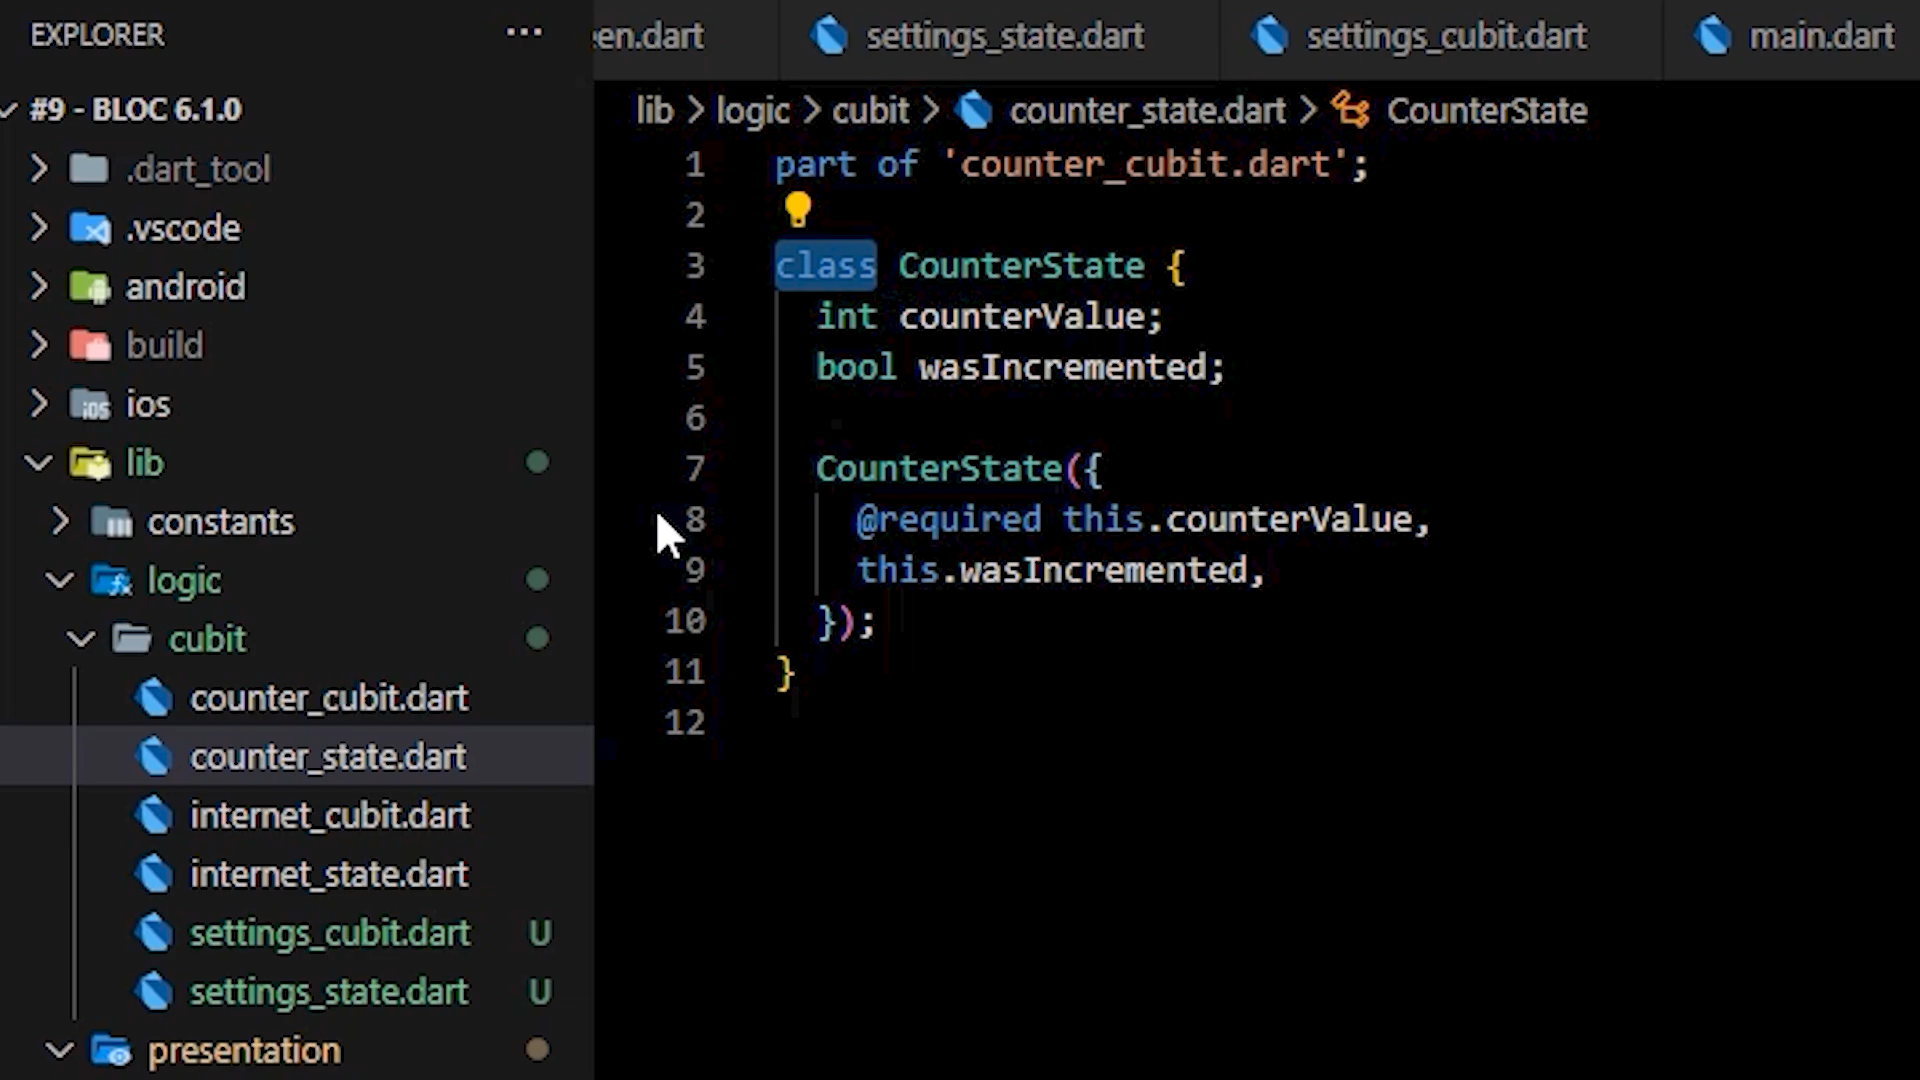 EXPLORER
#9 - BLOC 6.1.0
.dart_tool
.vscode
android
build
ios
lib
constants
logic
cubit
counter_cubit.dart
counter_state.dart
internet_cubit.dart
internet_state.dart
settings_cubit.dart U
settings_state.dart U
presentation
en.dart settings_state.dart settings_cubit.dart main.dart
lib > logic > cubit > counter_state.dart > CounterState
1 part of 'counter_cubit.dart';
2
3 class CounterState {
4 int counterValue;
5 bool wasIncremented;
6
7 CounterState({
8 @required this.counterValue,
9 this.wasIncremented,
10 });
11 }
12